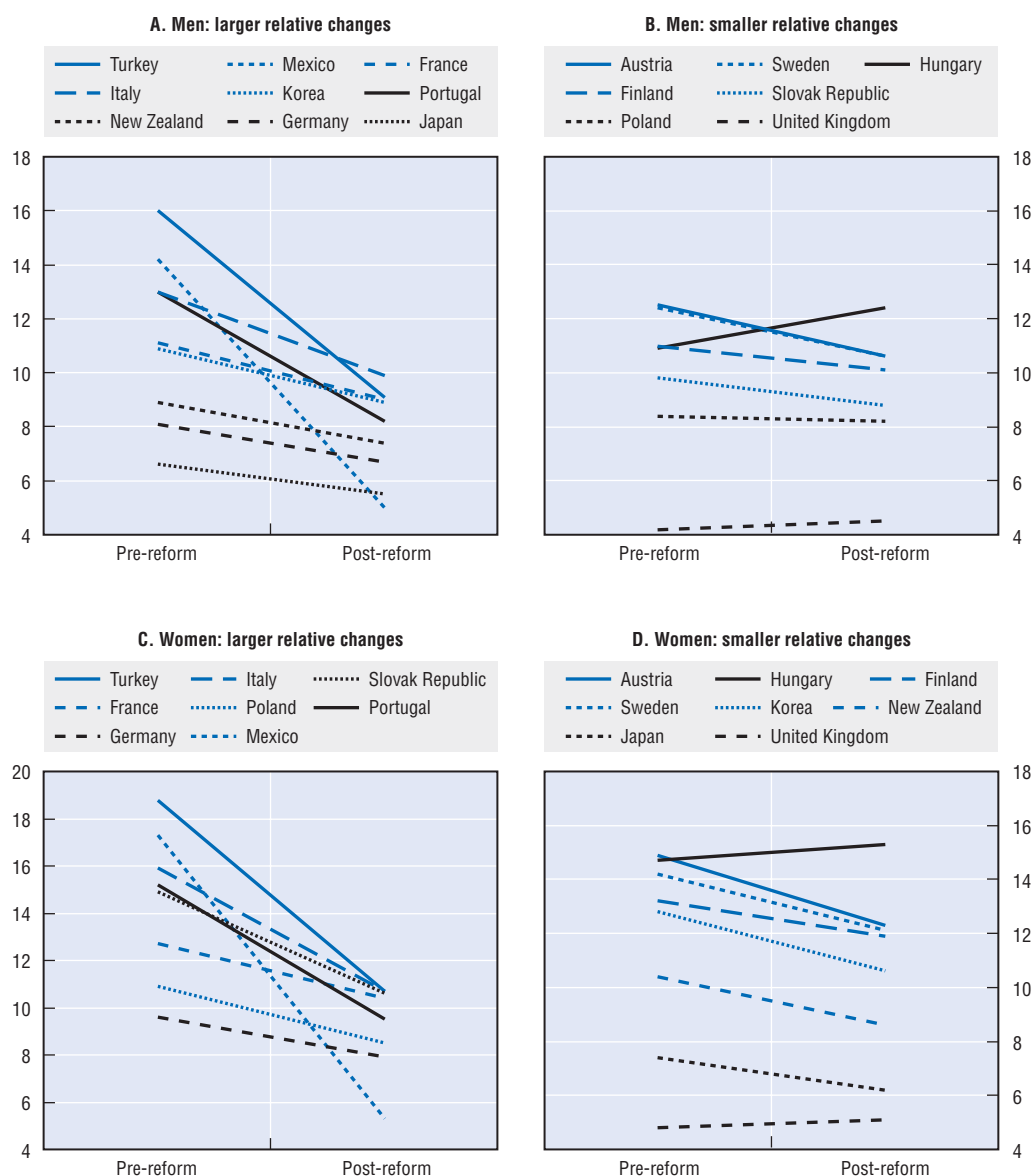 A. Men: larger relative changes
Turkey Mexico France
Italy Korea Portugal
New Zealand Germany Japan
18
16
14
12
10
8
6
4
Pre-reform Post-reform
B. Men: smaller relative changes
Austria Sweden Hungary
Finland Slovak Republic
Poland United Kingdom
18
16
14
12
10
8
6
4
Pre-reform Post-reform
C. Women: larger relative changes
Turkey Italy Slovak Republic
France Poland Portugal
Germany Mexico
20
18
16
14
12
10
8
6
4
Pre-reform Post-reform
D. Women: smaller relative changes
Austria Hungary Finland
Sweden Korea New Zealand
Japan United Kingdom
18
16
14
12
10
8
6
4
Pre-reform Post-reform